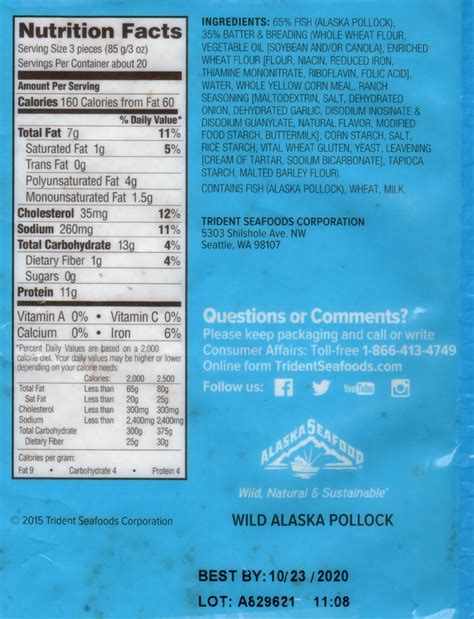 Nutrition Facts
Serving Size 3 pieces (85 g/3 oz)
Servings Per Container about 20
Amount Per Serving
Calories 160 Calories from Fat 60
% Daily Value*
Total Fat 7g 11%
Saturated Fat 1g 5%
Trans Fat 0g
Polyunsaturated Fat 4g
Monounsaturated Fat 1.5g
Cholesterol 35mg 12%
Sodium 260mg 11%
Total Carbohydrate 13g 4%
Dietary Fiber 1g 4%
Sugars 0g
Protein 11g
Vitamin A 0% • Vitamin C 0%
Calcium 0% • Iron 6%
*Percent Daily Values are based on a 2,000
calorie diet. Your daily values may be higher or lower
depending on your calorie needs:
Calories: 2,000 2,500
Total Fat Less than 65g 80g
Sat Fat Less than 20g 25g
Cholesterol Less than 300mg 300mg
Sodium Less than 2,400mg 2,400mg
Total Carbohydrate 300g 375g
Dietary Fiber 25g 30g
Calories per gram:
Fat 9 • Carbohydrate 4 • Protein 4
© 2015 Trident Seafoods Corporation
INGREDIENTS: 65% FISH (ALASKA POLLOCK),
35% BATTER & BREADING (WHOLE WHEAT FLOUR,
VEGETABLE OIL [SOYBEAN AND/OR CANOLA], ENRICHED
WHEAT FLOUR [FLOUR, NIACIN, REDUCED IRON,
THIAMINE MONONITRATE, RIBOFLAVIN, FOLIC ACID],
WATER, WHOLE YELLOW CORN MEAL, RANCH
SEASONING [MALTODEXTRIN, SALT, DEHYDRATED
ONION, DEHYDRATED GARLIC, DISODIUM INOSINATE &
DISODIUM GUANYLATE, NATURAL FLAVOR, MODIFIED
FOOD STARCH, BUTTERMILK], CORN STARCH, SALT,
RICE STARCH, VITAL WHEAT GLUTEN, YEAST, LEAVENING
[CREAM OF TARTAR, SODIUM BICARBONATE], TAPIOCA
STARCH, MALTED BARLEY FLOUR).
CONTAINS FISH (ALASKA POLLOCK), WHEAT, MILK.
TRIDENT SEAFOODS CORPORATION
5303 Shilshole Ave. NW
Seattle, WA 98107
Questions or Comments?
Please keep packaging and call or write
Consumer Affairs: Toll-free 1-866-413-4749
Online form TridentSeafoods.com
Follow us: YouTube
ALASKA SEAFOOD
Wild, Natural & Sustainable®
WILD ALASKA POLLOCK
BEST BY:10/23/2020
LOT: A629621 11:08